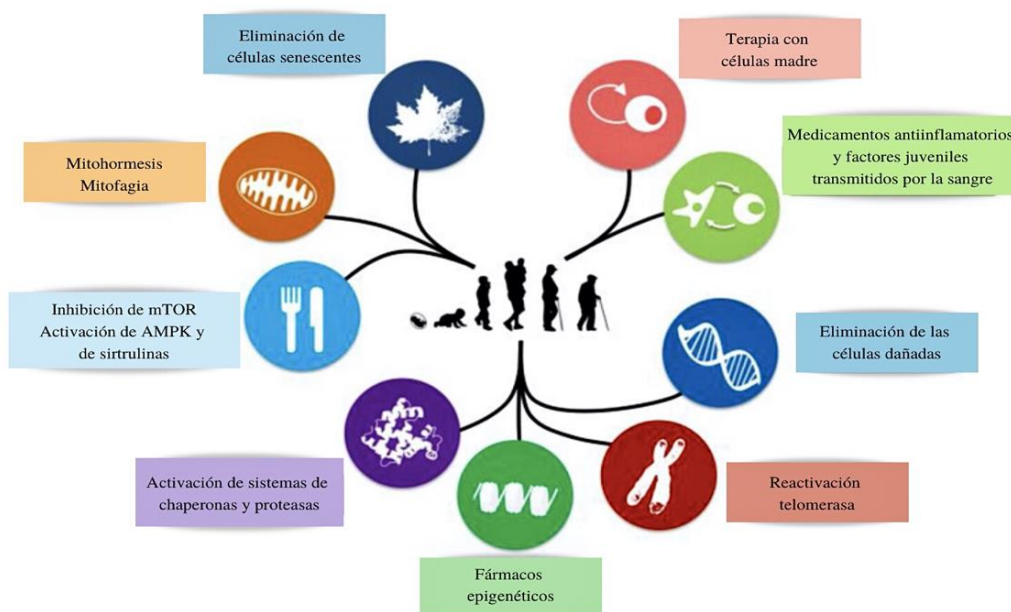 Eliminación de
células senescentes
Terapia con
células madre
Mitohormesis
Mitofagia
Medicamentos antiinflamatorios
y factores juveniles
transmitidos por la sangre
Inhibición de mTOR
Activación de AMPK y
de sirtrulinas
Eliminación de las
células dañadas
Activación de sistemas de
chaperonas y proteasas
Reactivación
telomerasa
Fármacos
epigenéticos